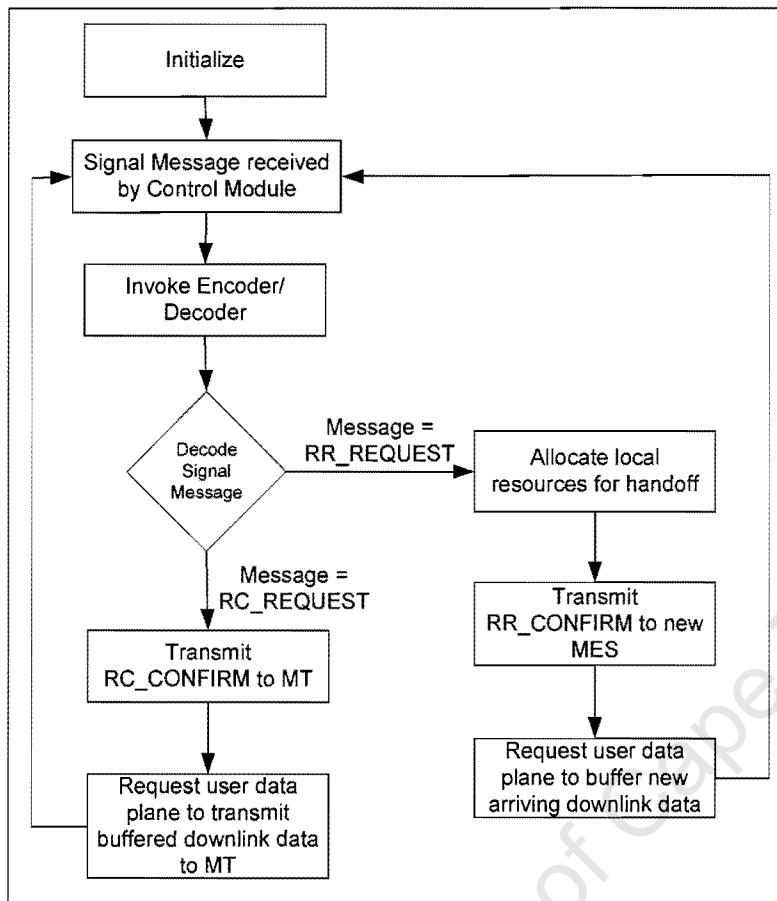 Initialize
Signal Message received
by Control Module
Invoke Encoder/
Decoder
Decode
Signal
Message
Message =
RR_REQUEST
Allocate local
resources for handoff
Message =
RC_REQUEST
Transmit
RR_CONFIRM to new
MES
Transmit
RC_CONFIRM to MT
Request user data
plane to buffer new
arriving downlink data
Request user data
plane to transmit
buffered downlink data
to MT
of Cape